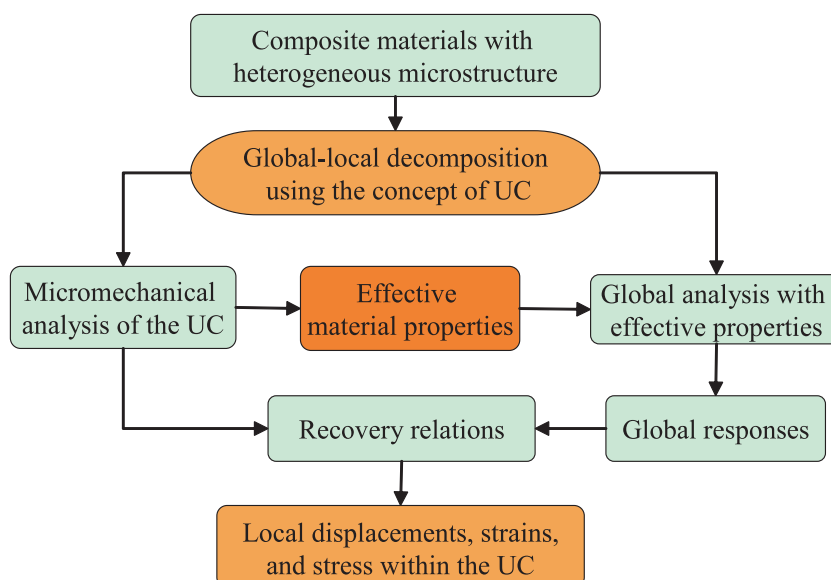 Composite materials with
heterogeneous microstructure
Global-local decomposition
using the concept of UC
Micromechanical
analysis of the UC
Effective
material properties
Global analysis with
effective properties
Recovery relations
Global responses
Local displacements, strains,
and stress within the UC